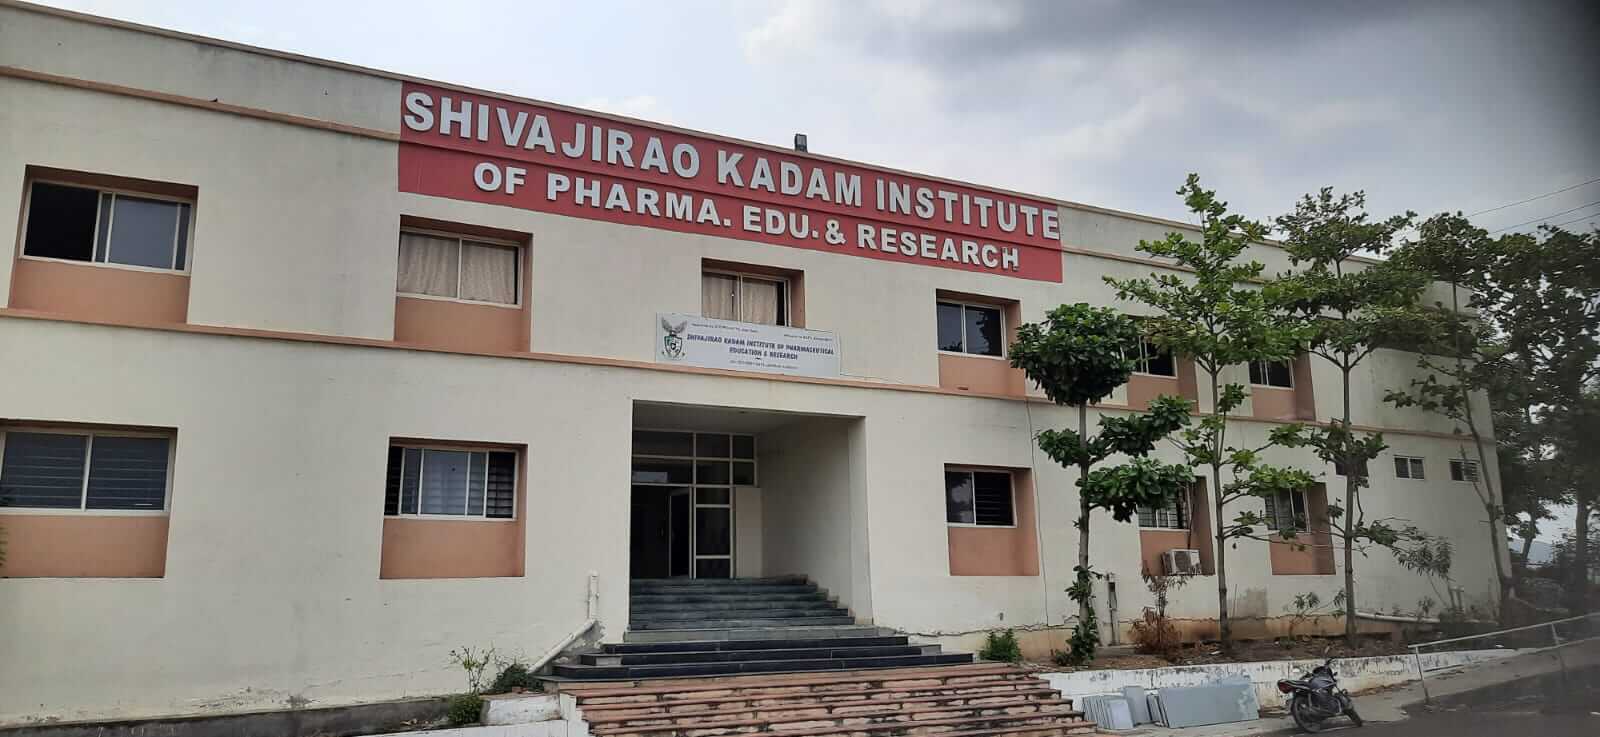 SHIVAJIRAO KADAM INSTITUTE
OF PHARMA. EDU. & RESEARCH
SHIVAJIRAO KADAM INSTITUTE OF PHARMACEUTICAL
EDUCATION & RESEARCH